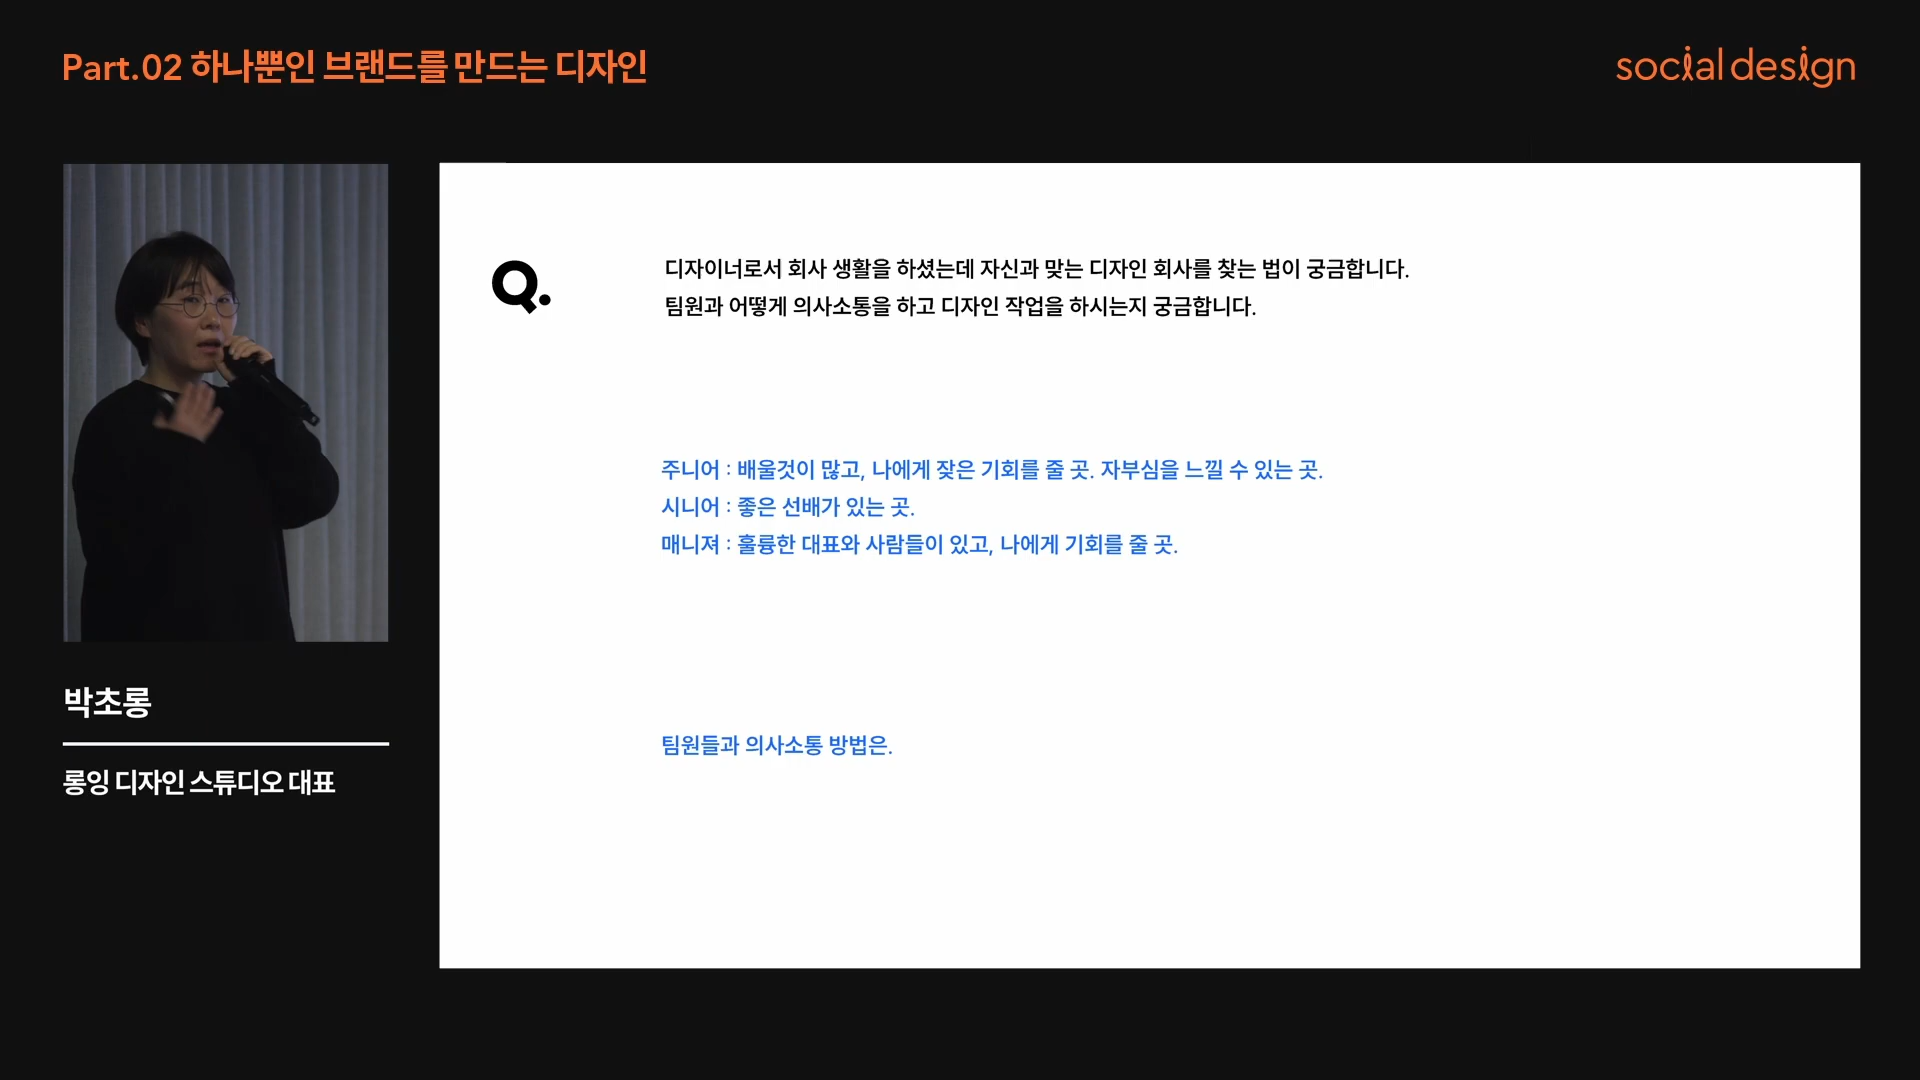 Part.02 하나뿐인 브랜드를 만드는 디자인
social design
Q.
디자이너로서 회사 생활을 하셨는데 자신과 맞는 디자인 회사를 찾는 법이 궁금합니다.
팀원과 어떻게 의사소통을 하고 디자인 작업을 하시는지 궁금합니다.
주니어 : 배울것이 많고, 나에게 잦은 기회를 줄 곳. 자부심을 느낄 수 있는 곳.
시니어 : 좋은 선배가 있는 곳.
매니져 : 훌륭한 대표와 사람들이 있고, 나에게 기회를 줄 곳.
팀원들과 의사소통 방법은.
박초롱
롱잉 디자인 스튜디오 대표